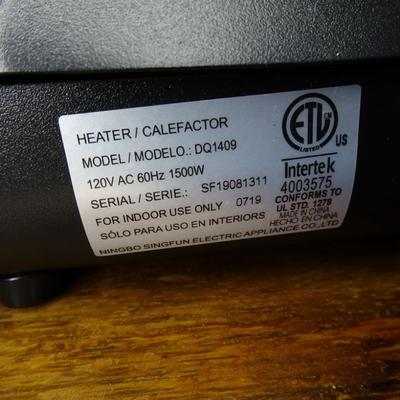 HEATER / CALEFACTOR
MODEL / MODELO.: DQ1409
120V AC 60Hz 1500W
SERIAL / SERIE.: SF19081311
FOR INDOOR USE ONLY 0719
SÓLO PARA USO EN INTERIORS
NINGBO SINGFUN ELECTRIC APPLIANCE CO.,LTD
ETL CM
LISTED
US
Intertek
4003575
CONFORMS TO
UL STD. 1278
MADE IN CHINA
HECHO EN CHINA